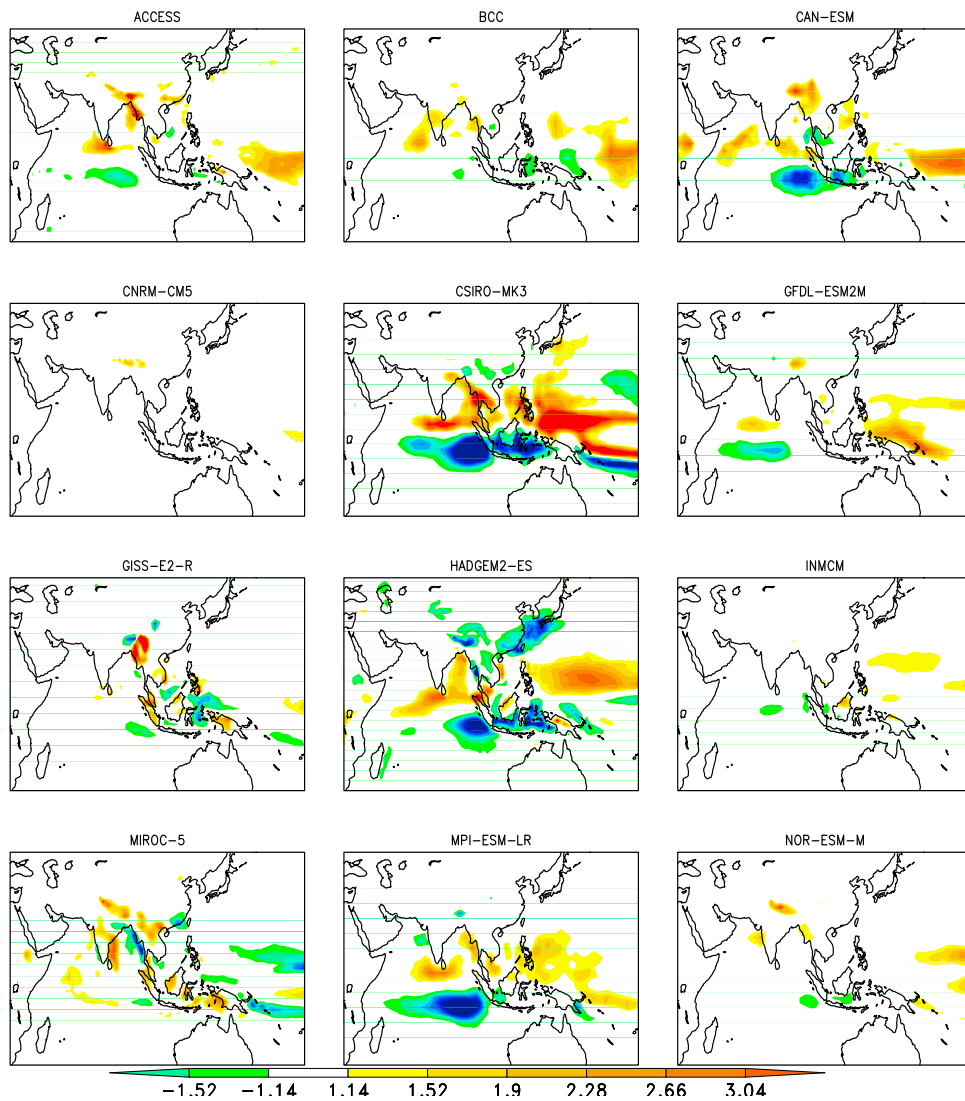 ACCESS
BCC
CAN-ESM
CNRM-CM5
CSIRO-MK3
GFDL-ESM2M
GISS-E2-R
HADGEM2-ES
INMCM
MIROC-5
MPI-ESM-LR
NOR-ESM-M
-1.52 -1.14 1.14 1.52 1.9 2.28 2.66 3.04